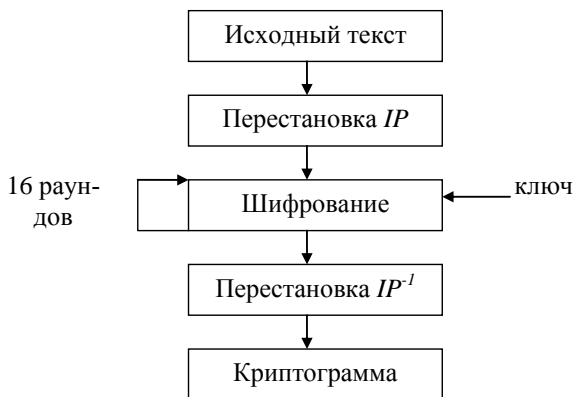 Исходный текст
Перестановка IP
16 раун-
дов
Шифрование
ключ
Перестановка IP⁻¹
Криптограмма